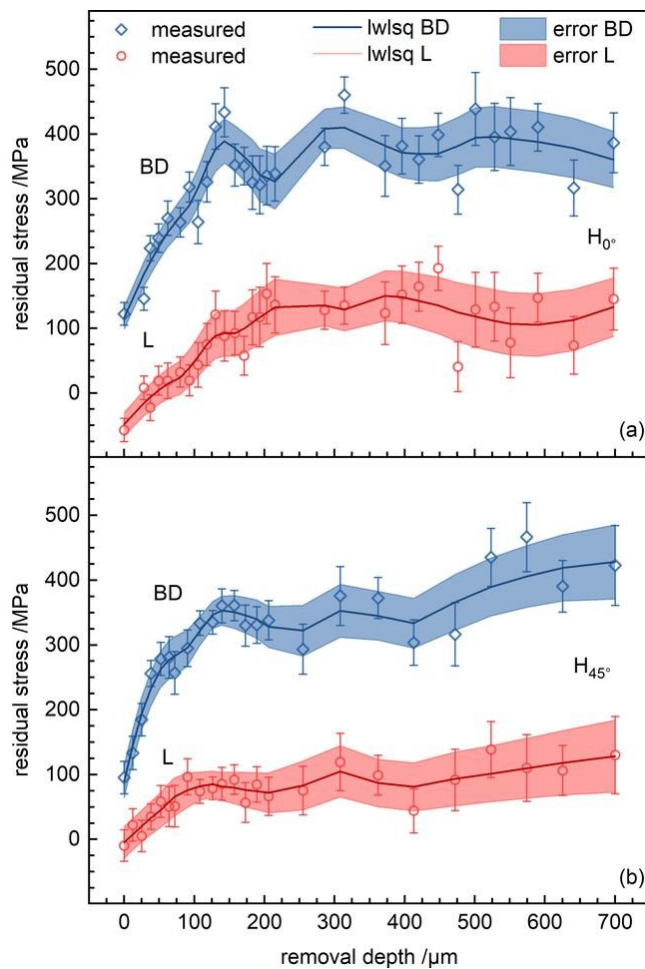 measured lwlsq BD error BD
measured lwlsq L error L
500
400
300
200
100
0
residual stress /MPa
BD
L
H0°
(a)
500
400
300
200
100
0
residual stress /MPa
BD
L
H45°
(b)
0 100 200 300 400 500 600 700
removal depth /µm